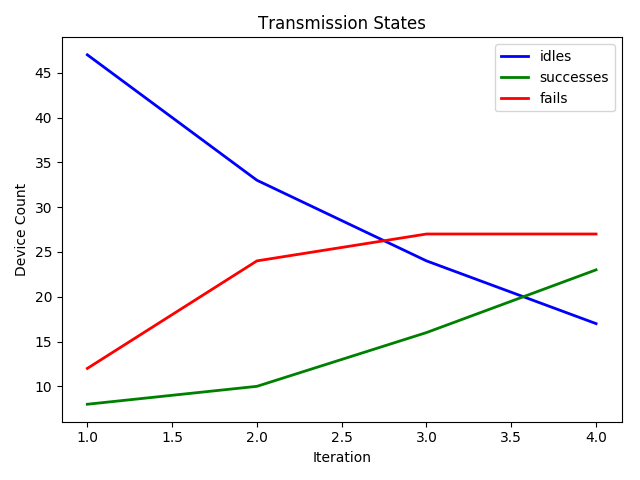 Transmission States
idles
successes
fails
Device Count
45
40
35
30
25
20
15
10
1.0 1.5 2.0 2.5 3.0 3.5 4.0
Iteration